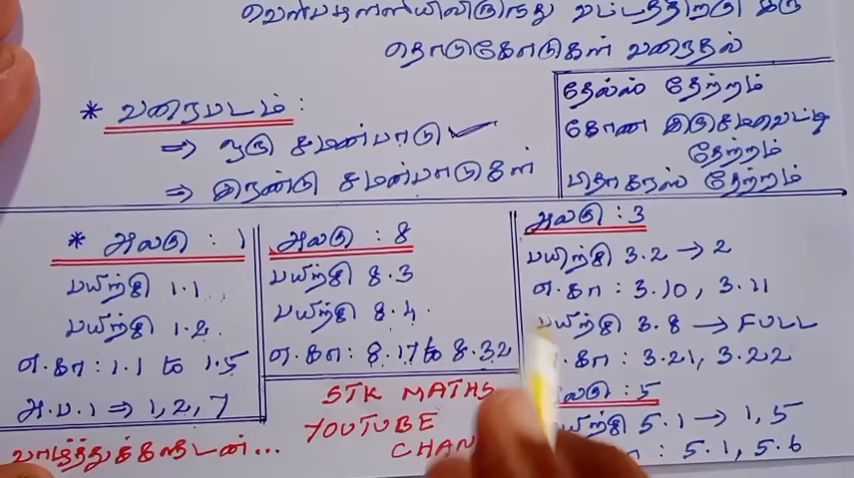 வெளிப்புள்ளியிலிருந்து வட்டத்திற்கு இரு
தொடுகோடுகள் வரைதல்
* வரைபடம் :
⇒ ஒரு சமன்பாடு ✓
⇒ இரண்டு சமன்பாடுகள்
தேல்ஸ் தேற்றம்
கோண இருசமவெட்டி
தேற்றம்
பிதாகரஸ் தேற்றம்
* அலகு : 1
பயிற்சி 1.1
பயிற்சி 1.2
எ.கா : 1.1 to 1.5
அ.ப.1 ⇒ 1, 2, 7
வாழ்த்துக்களுடன்...
அலகு : 8
பயிற்சி 8.3
பயிற்சி 8.4
எ.கா : 8.17 to 8.32
STK MATHS
YOUTUBE
CHAN
அலகு : 3
பயிற்சி 3.2 → 2
எ.கா : 3.10, 3.11
பயிற்சி 3.8 → FULL
எ.கா : 3.21, 3.22
அலகு : 5
பயிற்சி 5.1 → 1, 5
: 5.1, 5.6